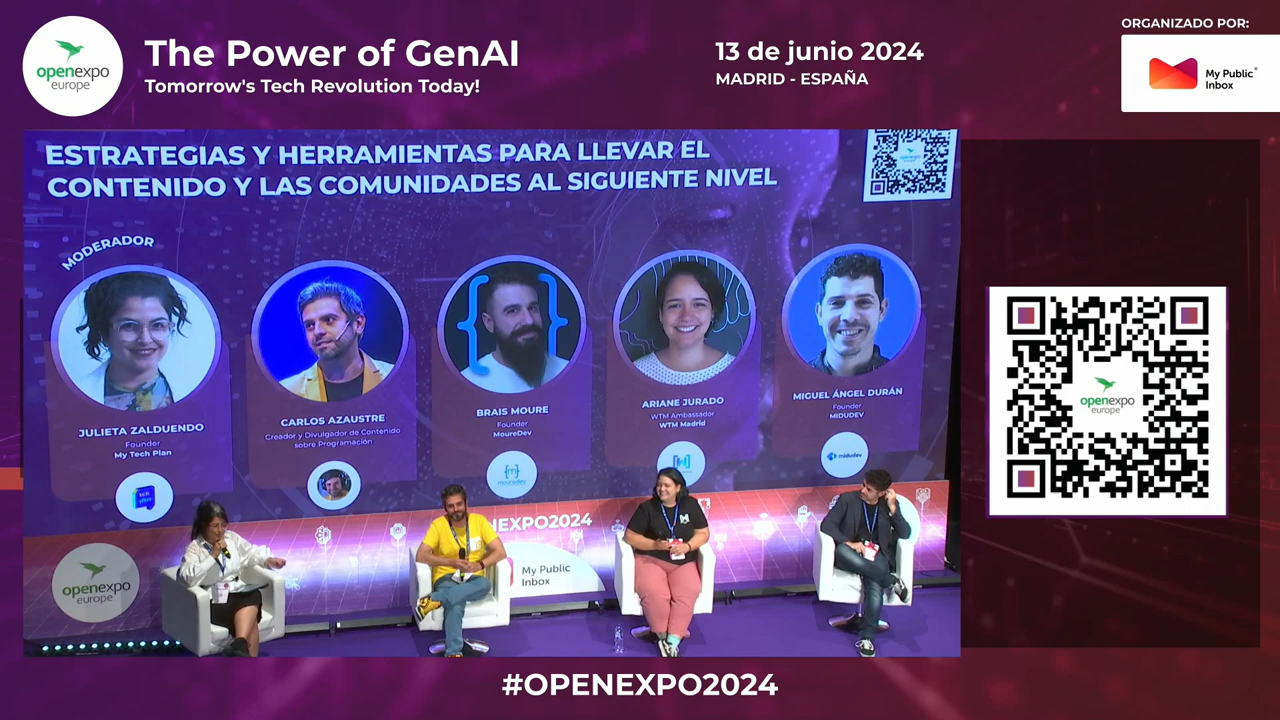 openexpo
europe
The Power of GenAI
Tomorrow's Tech Revolution Today!
13 de junio 2024
MADRID - ESPAÑA
ORGANIZADO POR:
My Public
Inbox
ESTRATEGIAS Y HERRAMIENTAS PARA LLEVAR EL
CONTENIDO Y LAS COMUNIDADES AL SIGUIENTE NIVEL
MODERADOR
JULIETA ZALDUENDO
Founder
My Tech Plan
CARLOS AZAUSTRE
Creador y Divulgador de Contenido
sobre Programación
BRAIS MOURE
Founder
MoureDev
{m}
mouredev
ARIANE JURADO
WTM Ambassador
WTM Madrid
MIGUEL ÁNGEL DURÁN
Founder
MIDUDEV
midudev
NEXPO2024
openexpo
europe
My Public
Inbox
openexpo
europe
#OPENEXPO2024